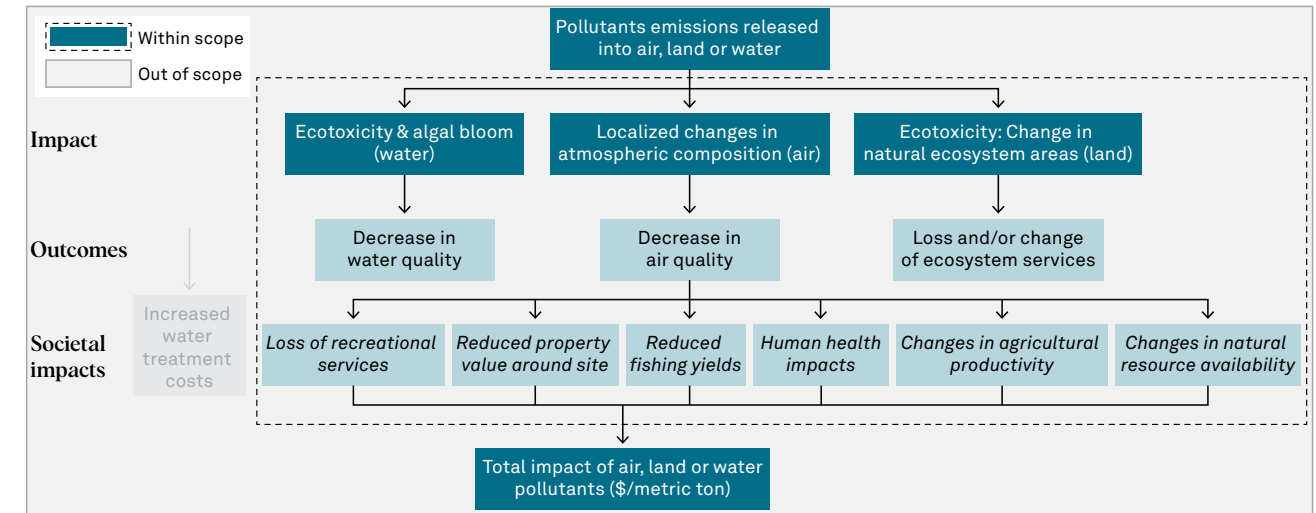 Within scope
Out of scope
Pollutants emissions released
into air, land or water
Impact
Ecotoxicity & algal bloom
(water)
Localized changes in
atmospheric composition (air)
Ecotoxicity: Change in
natural ecosystem areas (land)
Outcomes
Decrease in
water quality
Decrease in
air quality
Loss and/or change
of ecosystem services
Societal
impacts
Increased
water
treatment
costs
Loss of recreational
services
Reduced property
value around site
Reduced
fishing yields
Human health
impacts
Changes in agricultural
productivity
Changes in natural
resource availability
Total impact of air, land or water
pollutants ($/metric ton)